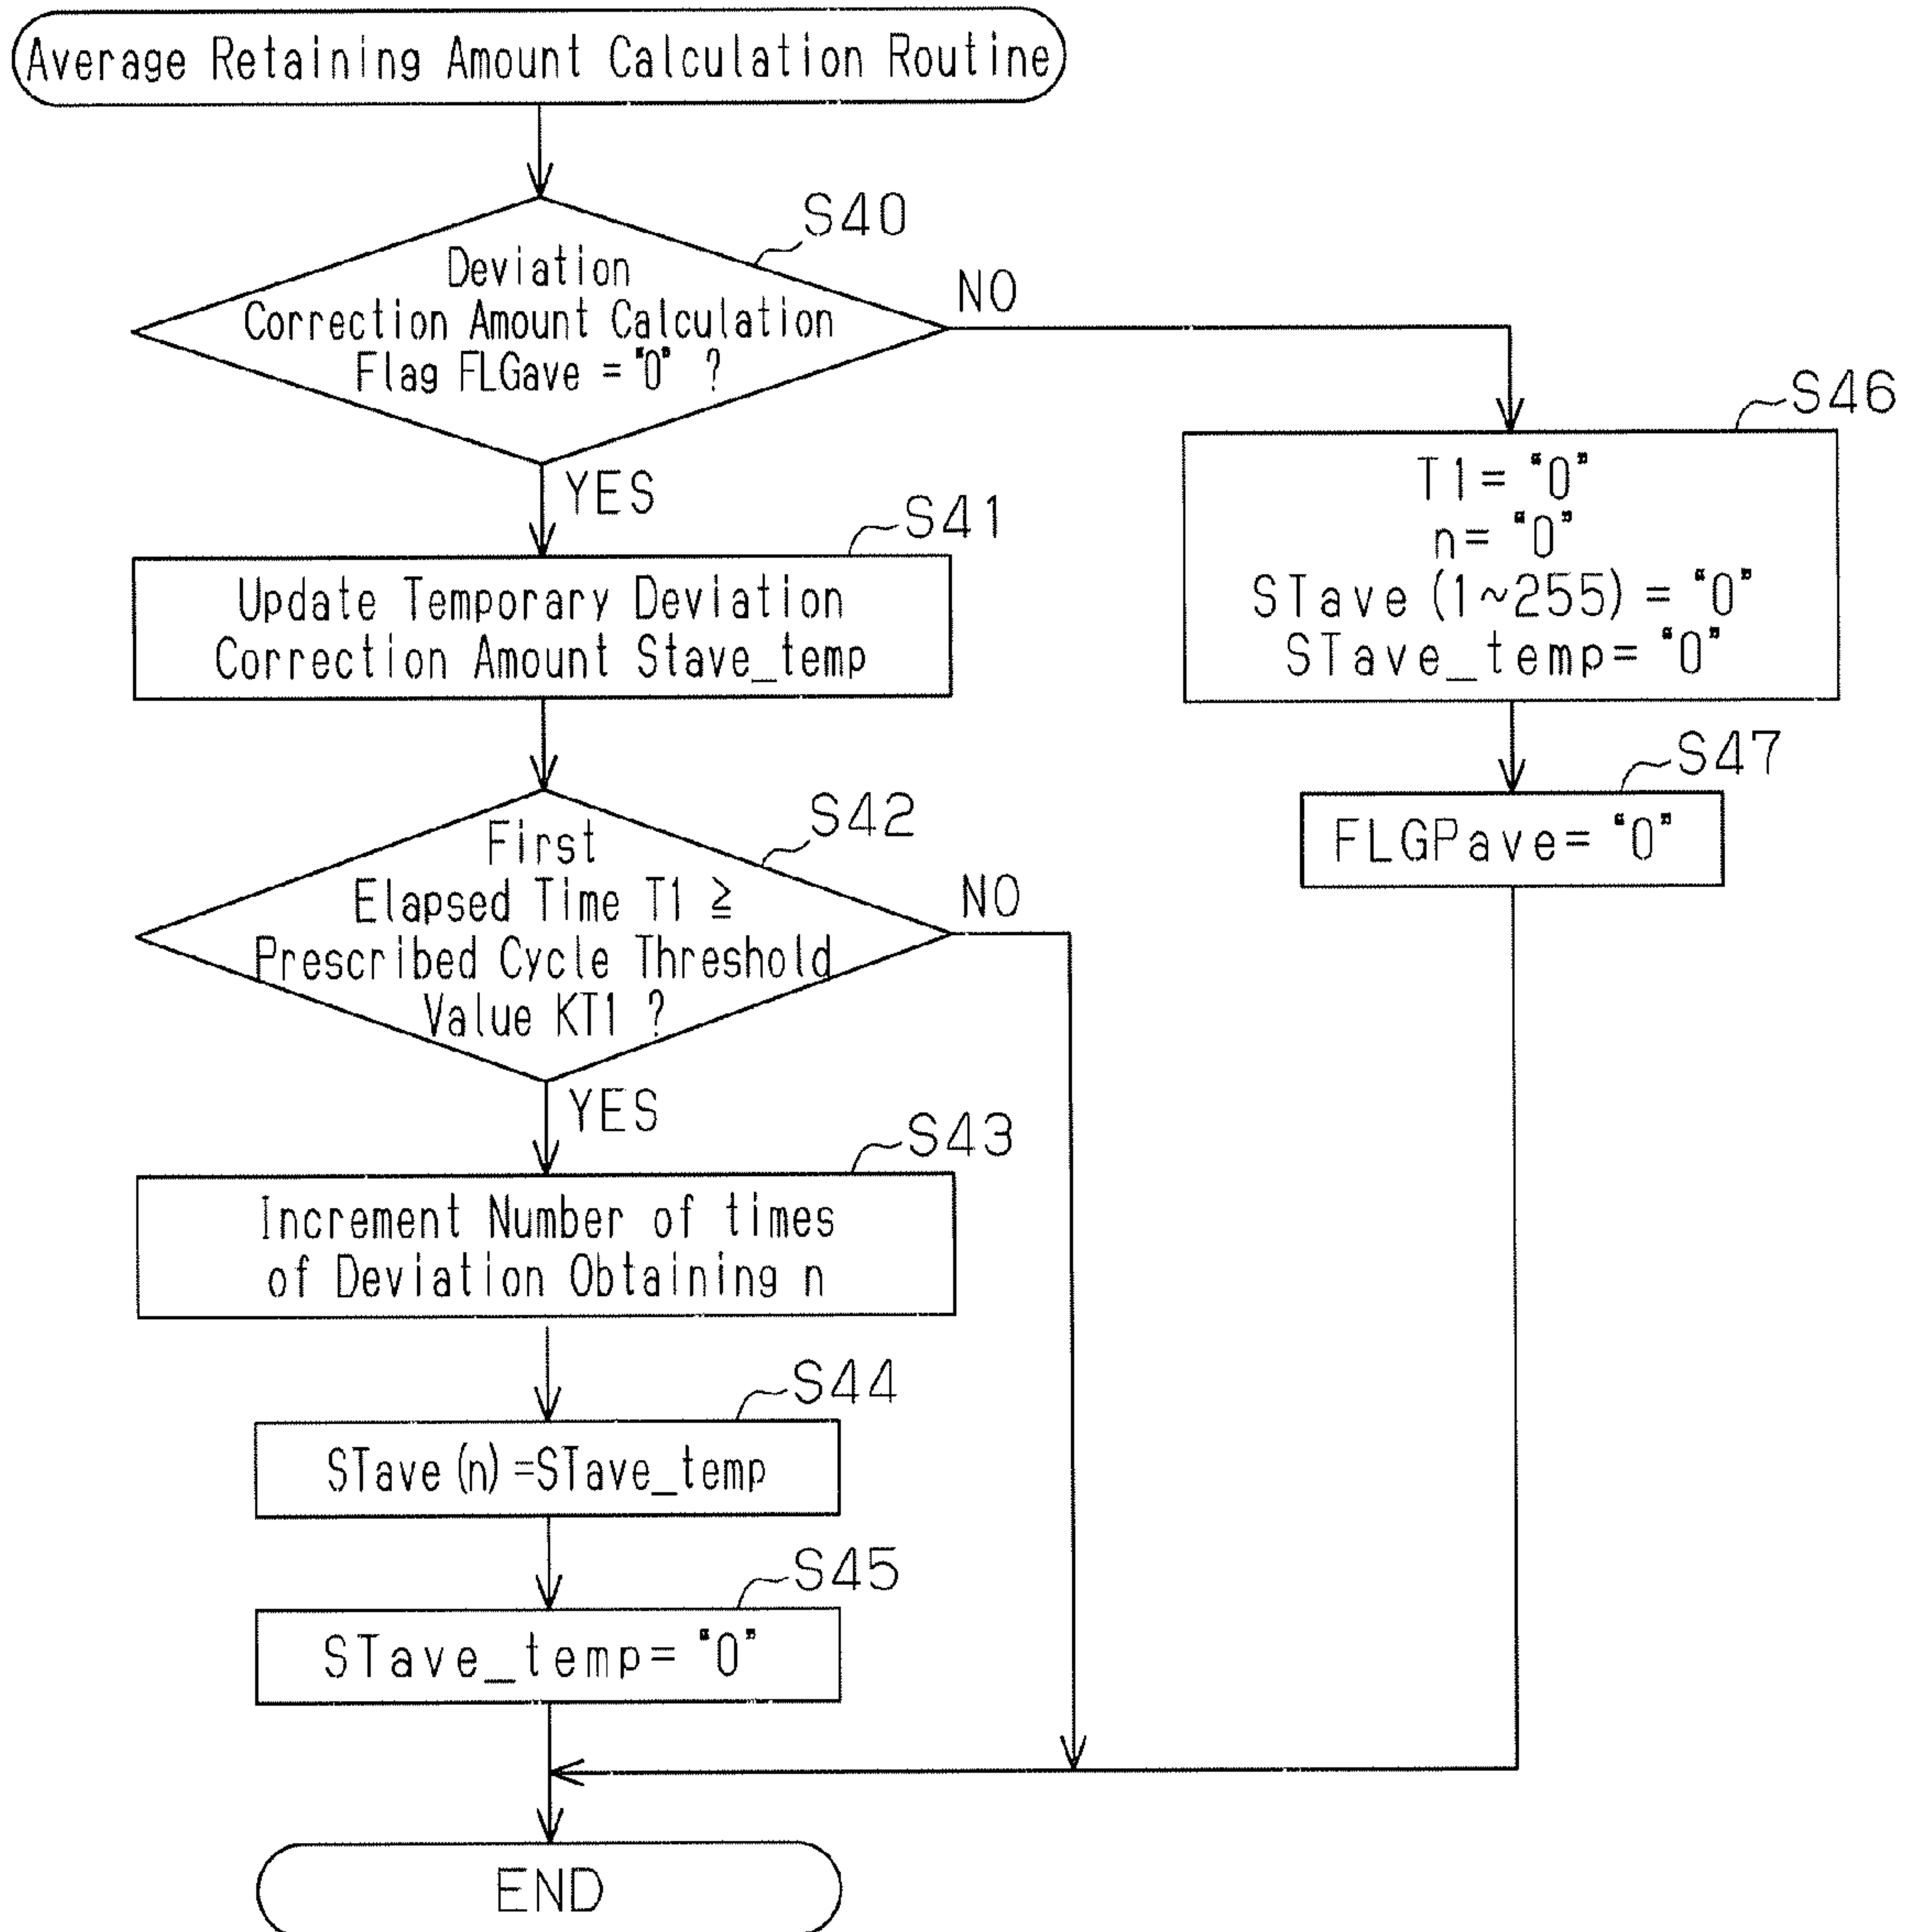 Average Retaining Amount Calculation Routine
S40
Deviation
Correction Amount Calculation
Flag FLGave = "0" ?
NO
YES
S41
Update Temporary Deviation
Correction Amount Stave_temp
S42
First
Elapsed Time T1 ≧
Prescribed Cycle Threshold
Value KT1 ?
NO
YES
S43
Increment Number of times
of Deviation Obtaining n
S44
STave (n) =STave_temp
S45
STave_temp= "0"
S46
T1= "0"
n= "0"
STave (1~255) = "0"
STave_temp= "0"
S47
FLGPave= "0"
END